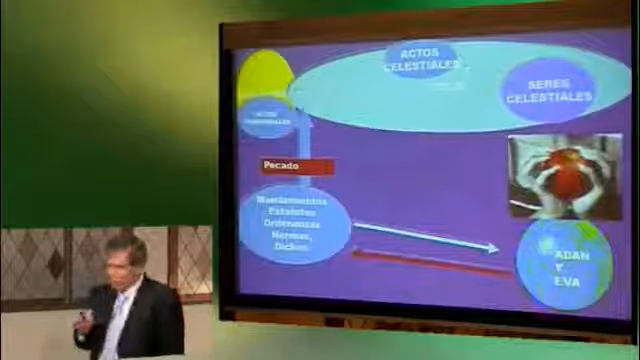 ACTOS
CELESTIALES
SERES
CELESTIALES
Pecado
Mandamientos
Estatutos
Ordenanzas
Normas,
Dichos
ADAN
Y
EVA